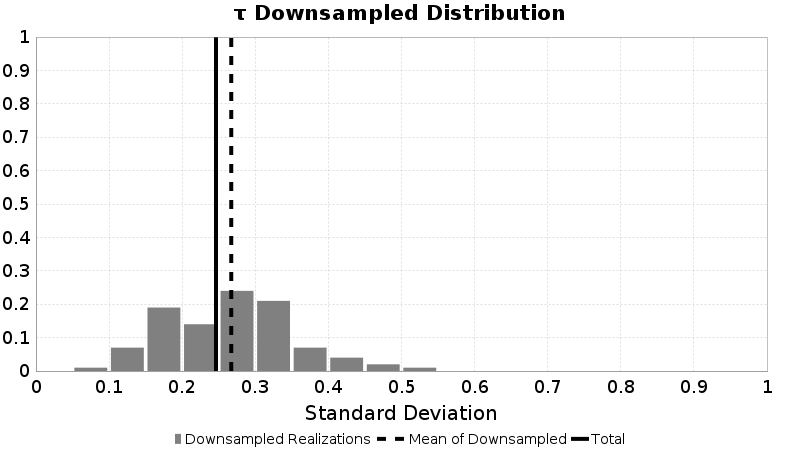 τ Downsampled Distribution
1
0.9
0.8
0.7
0.6
0.5
0.4
0.3
0.2
0.1
0
0 0.1 0.2 0.3 0.4 0.5 0.6 0.7 0.8 0.9 1
Standard Deviation
Downsampled Realizations Mean of Downsampled Total